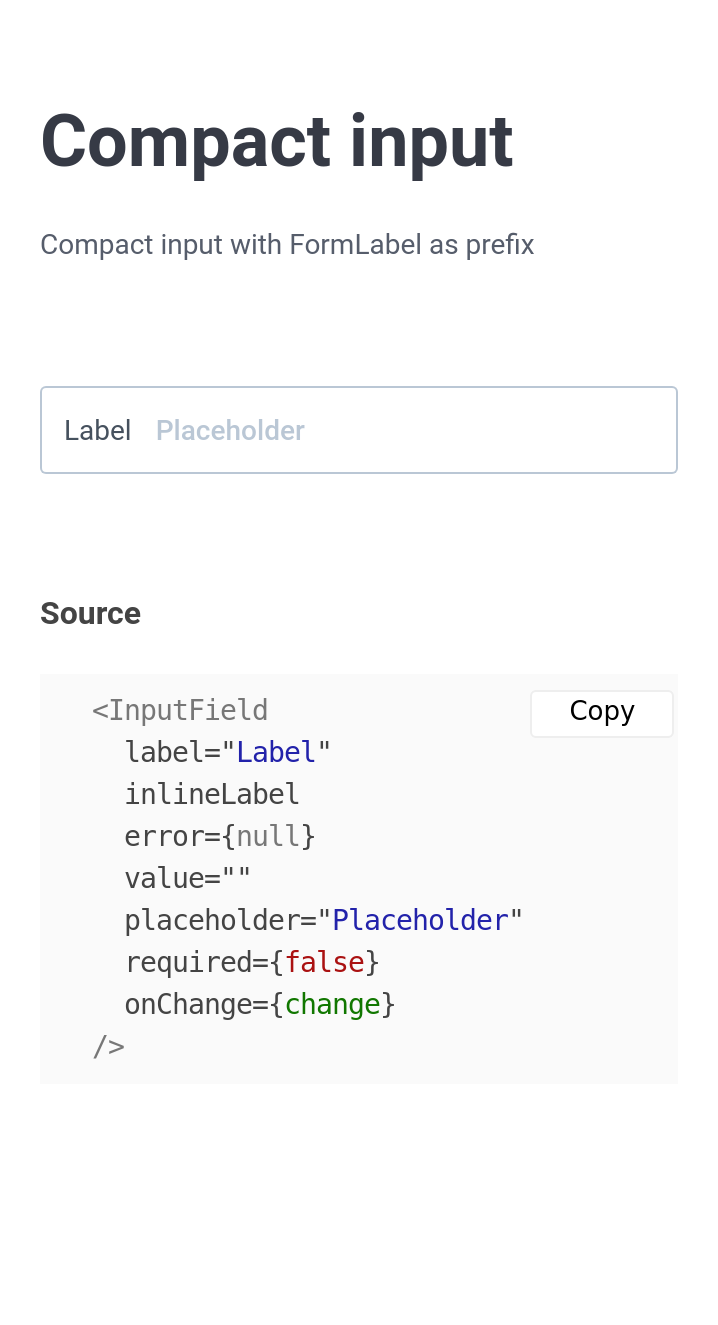 Compact input
Compact input with FormLabel as prefix
Label Placeholder
Source
<InputField
Copy
label="Label"
inlineLabel
error={null}
value=""
placeholder="Placeholder"
required={false}
onChange={change}
/>